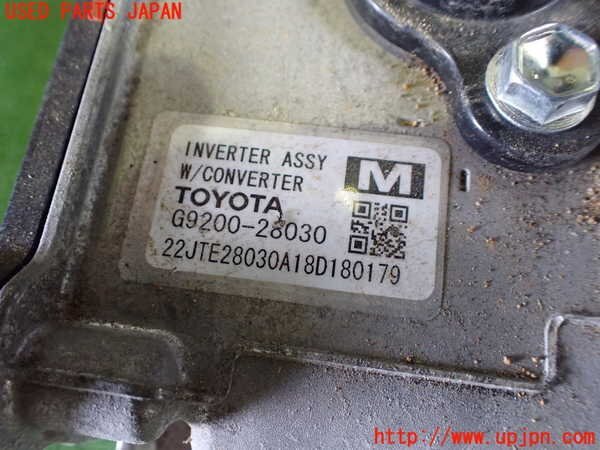 USED PARTS JAPAN
INVERTER ASSY
W/CONVERTER
M
TOYOTA
G9200-28030
22JTE28030A18D180179
http://www.upjpn.com/